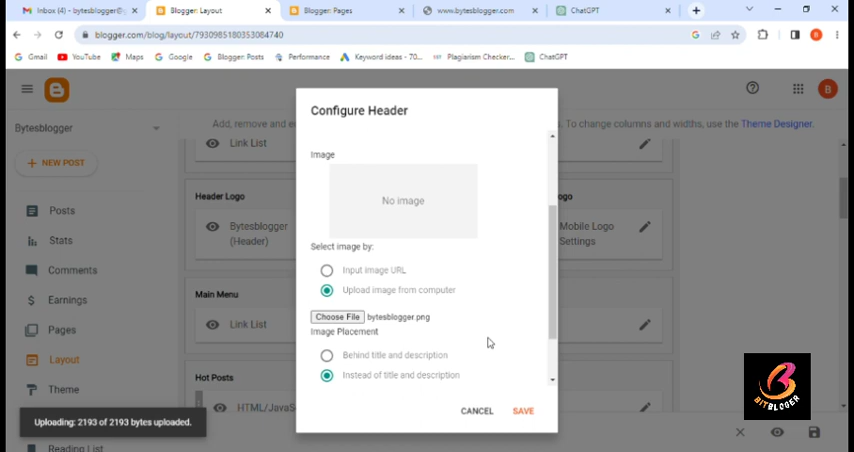 Inbox (4) - bytesblogger@g
Blogger: Layout
Blogger: Pages
www.bytesblogger.com
ChatGPT
blogger.com/blog/layout/7930985180353084740
Gmail
YouTube
Maps
Google
Blogger: Posts
Performance
Keyword ideas - 70...
Plagiarism Checker...
ChatGPT
B
Bytesblogger
Add, remove and e
s. To change columns and widths, use the Theme Designer.
NEW POST
Posts
Stats
Comments
Earnings
Pages
Layout
Theme
Reading List
Link List
Header Logo
Bytesblogger
(Header)
ogo
Mobile Logo
Settings
Main Menu
Link List
Hot Posts
HTML/JavaS
Configure Header
Image
No image
Select image by:
Input image URL
Upload image from computer
Choose File bytesblogger.png
Image Placement
Behind title and description
Instead of title and description
CANCEL
SAVE
Uploading: 2193 of 2193 bytes uploaded.
BITBLOGER